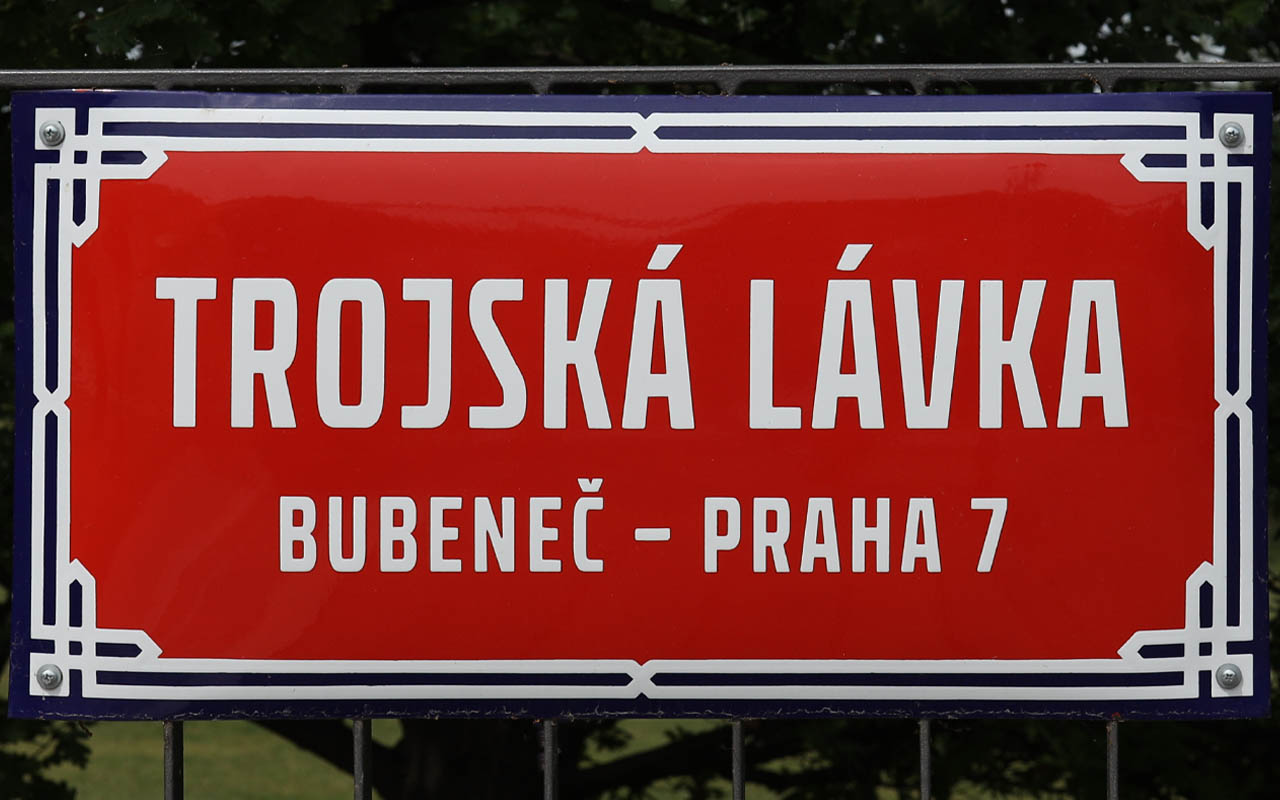 TROJSKÁ LÁVKA
BUBENEČ – PRAHA 7